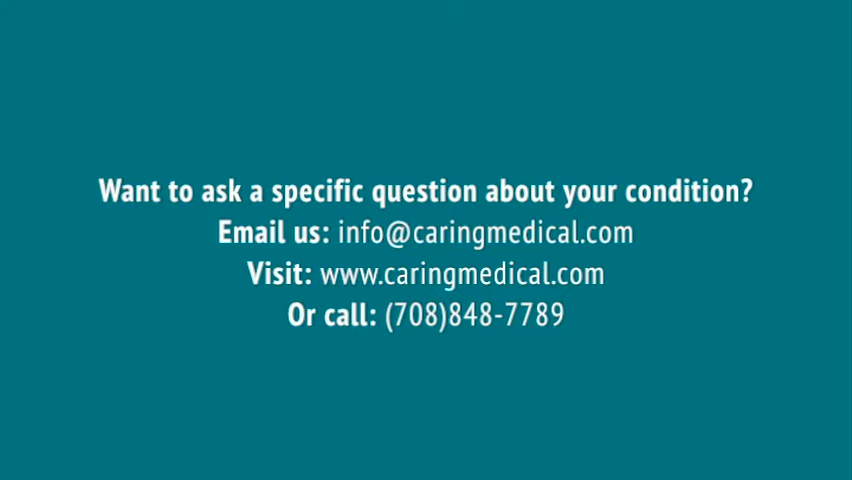 Want to ask a specific question about your condition?
Email us: info@caringmedical.com
Visit: www.caringmedical.com
Or call: (708)848-7789